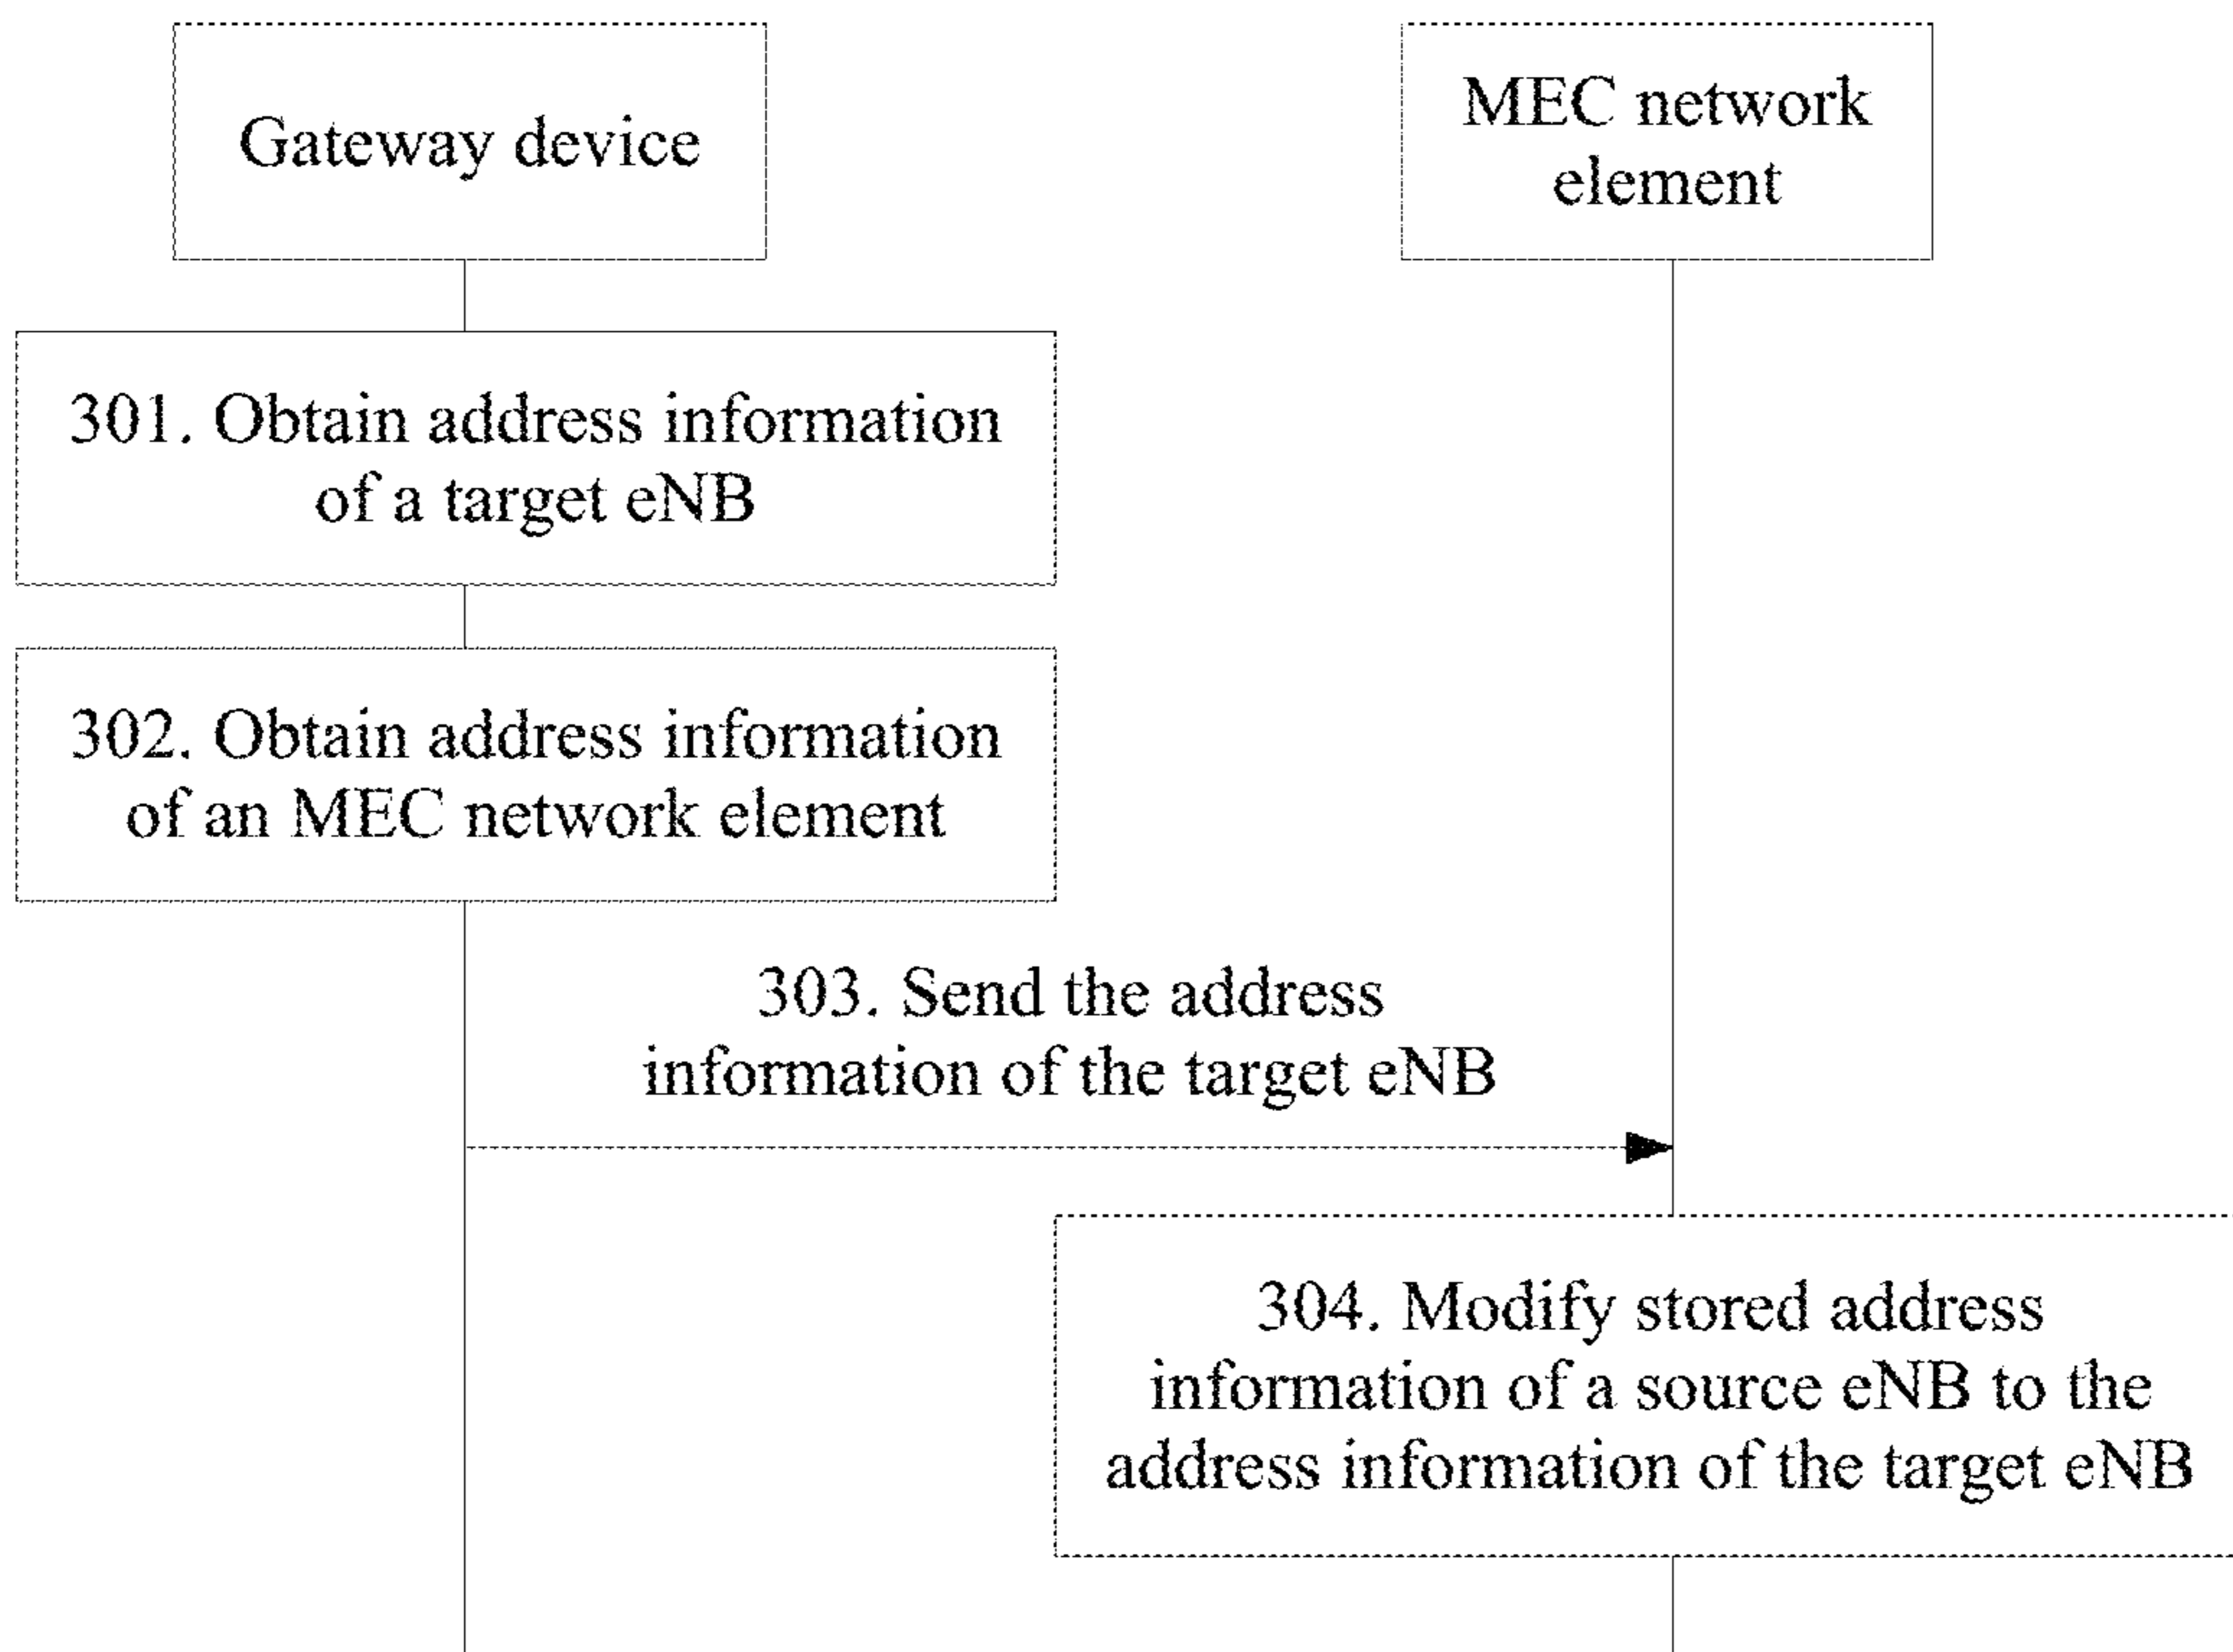 Gateway device
MEC network
element
301. Obtain address information
of a target eNB
302. Obtain address information
of an MEC network element
303. Send the address
information of the target eNB
304. Modify stored address
information of a source eNB to the
address information of the target eNB